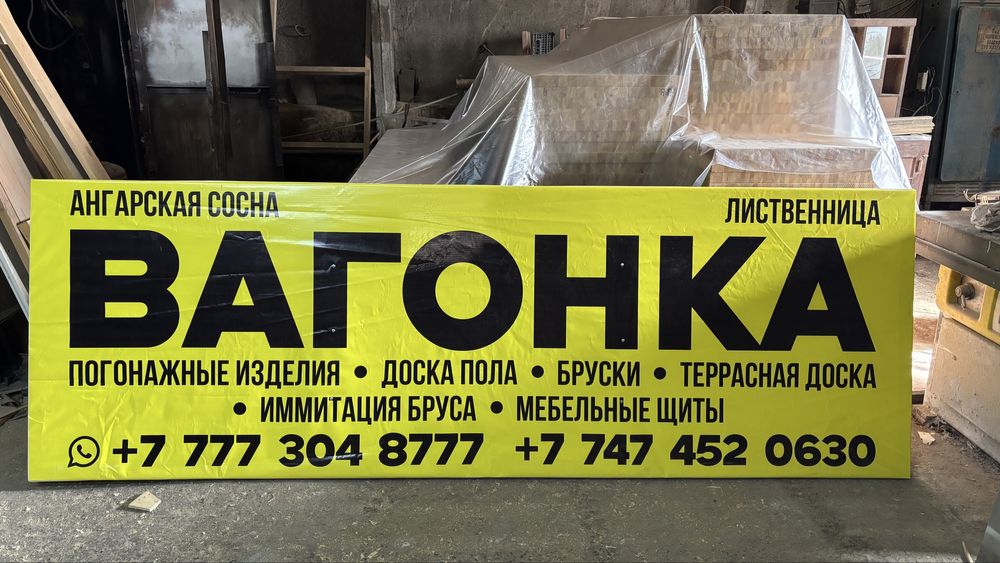 АНГАРСКАЯ СОСНА ЛИСТВЕННИЦА
ВАГОНКА
ПОГОНАЖНЫЕ ИЗДЕЛИЯ • ДОСКА ПОЛА • БРУСКИ • ТЕРРАСНАЯ ДОСКА
• ИММИТАЦИЯ БРУСА • МЕБЕЛЬНЫЕ ЩИТЫ
+7 777 304 8777 +7 747 452 0630